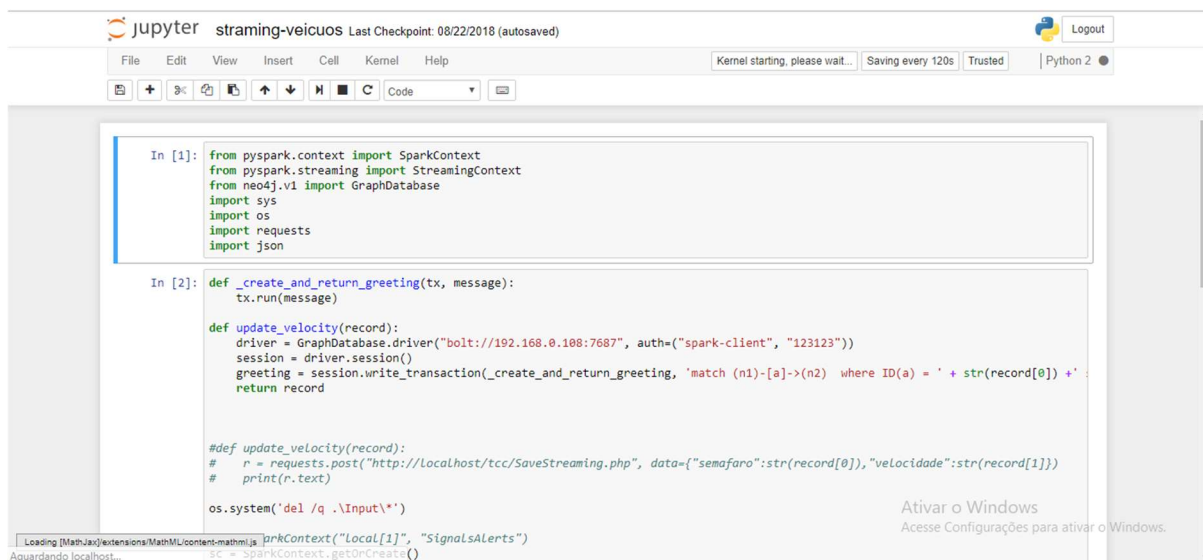 jupyter straming-veicuos Last Checkpoint: 08/22/2018 (autosaved)
Logout
File Edit View Insert Cell Kernel Help
Kernel starting, please wait... Saving every 120s Trusted Python 2
Code
In [1]: from pyspark.context import SparkContext
from pyspark.streaming import StreamingContext
from neo4j.v1 import GraphDatabase
import sys
import os
import requests
import json
In [2]: def _create_and_return_greeting(tx, message):
tx.run(message)
def update_velocity(record):
driver = GraphDatabase.driver("bolt://192.168.0.108:7687", auth=("spark-client", "123123"))
session = driver.session()
greeting = session.write_transaction(_create_and_return_greeting, 'match (n1)-[a]->(n2)  where ID(a) = ' + str(record[0]) +'
return record
#def update_velocity(record):
#    r = requests.post("http://localhost/tcc/SaveStreaming.php", data={"semafaro":str(record[0]),"velocidade":str(record[1]})
#    print(r.text)
os.system('del /q .\Input\*')
Ativar o Windows
Acesse Configurações para ativar o Windows.
arkContext("Local[1]", "SignalsAlerts")
Loading [MathJax]/extensions/MathML/content-mathml.js
sc = SparkContext.getOrCreate()
Aguardando localhost...